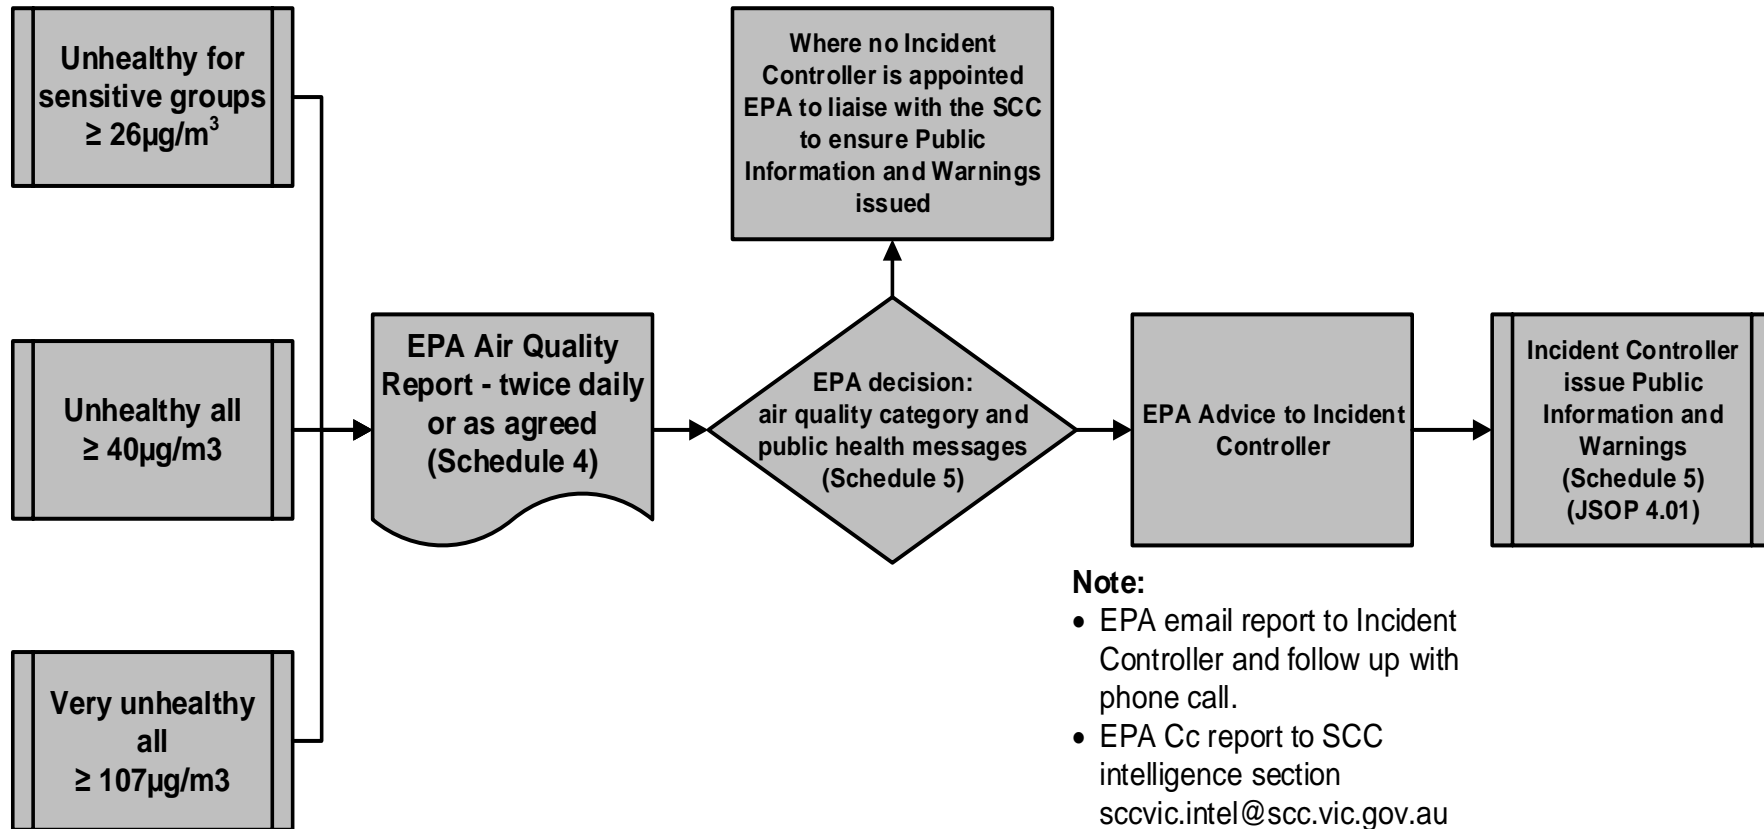 Unhealthy for
sensitive groups
≥ 26µg/m³
Unhealthy all
≥ 40µg/m3
Very unhealthy
all
≥ 107µg/m3
EPA Air Quality
Report - twice daily
or as agreed
(Schedule 4)
Where no Incident
Controller is appointed
EPA to liaise with the SCC
to ensure Public
Information and Warnings
issued
EPA decision:
air quality category and
public health messages
(Schedule 5)
EPA Advice to Incident
Controller
Incident Controller
issue Public
Information and
Warnings
(Schedule 5)
(JSOP 4.01)
Note:
• EPA email report to Incident
Controller and follow up with
phone call.
• EPA Cc report to SCC
intelligence section
sccvic.intel@scc.vic.gov.au